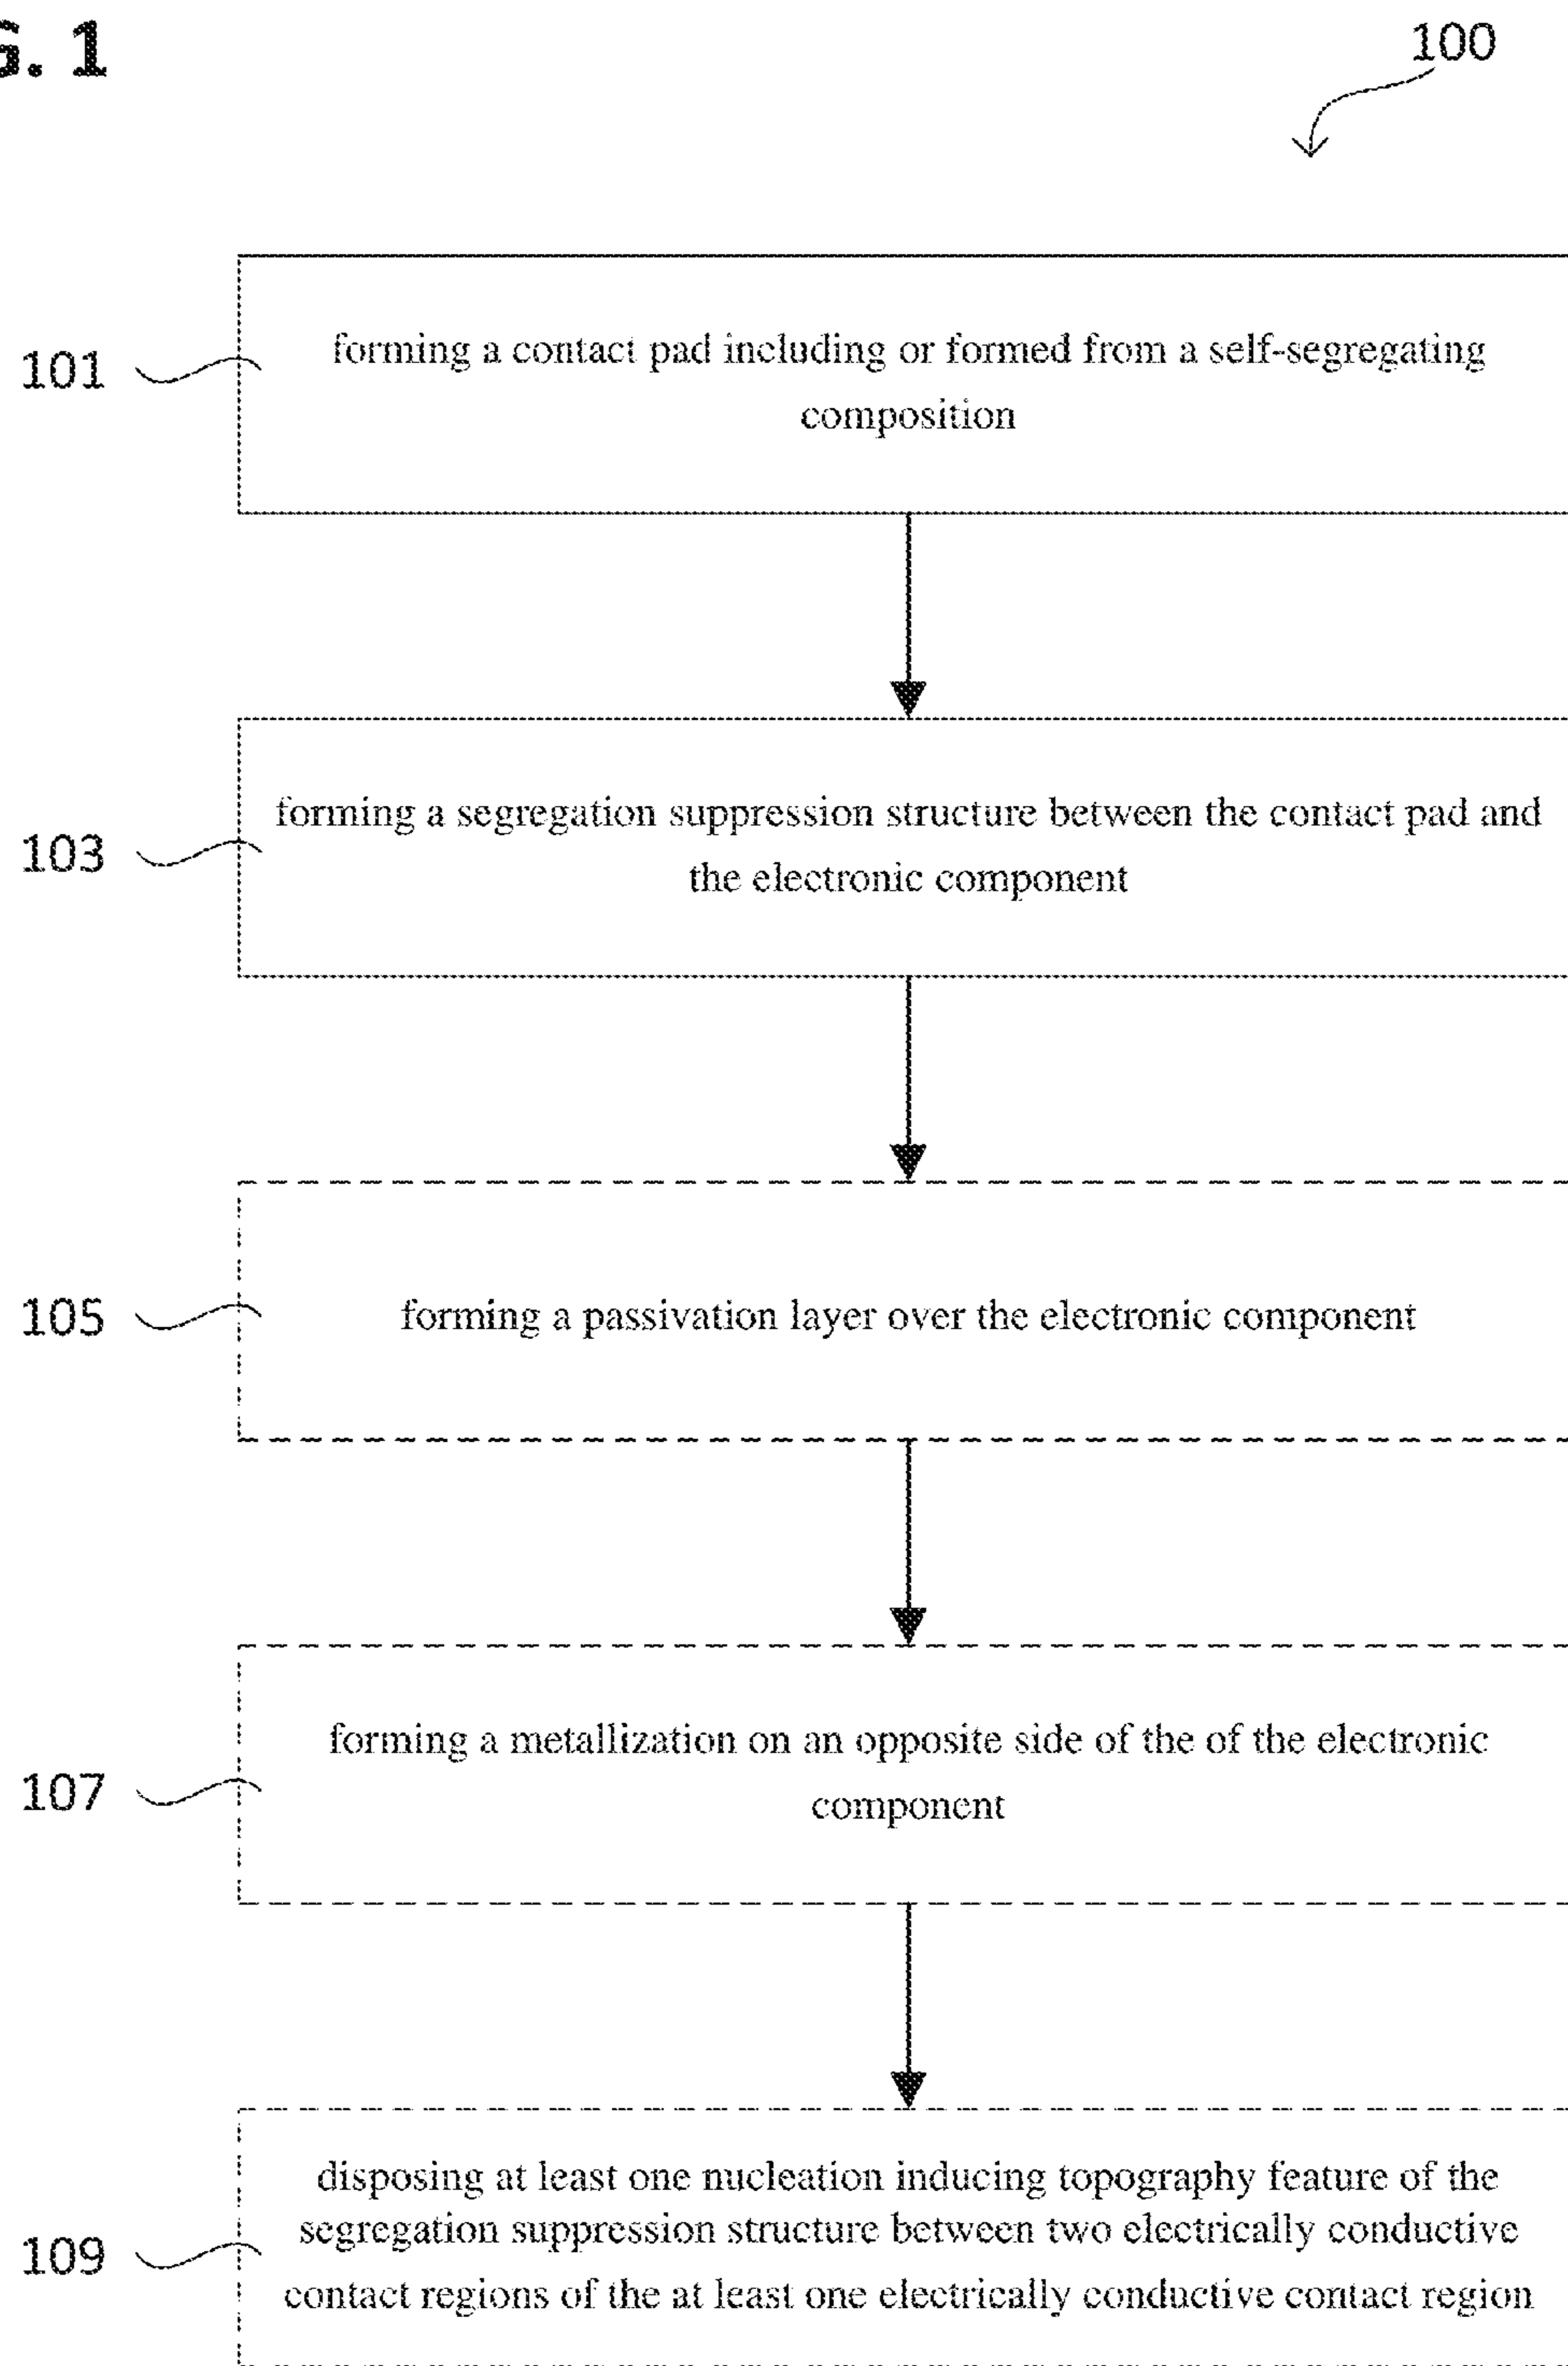 G. 1
100
101
forming a contact pad including or formed from a self-segregating
composition
103
forming a segregation suppression structure between the contact pad and
the electronic component
105
forming a passivation layer over the electronic component
107
forming a metallization on an opposite side of the of the electronic
component
109
disposing at least one nucleation inducing topography feature of the
segregation suppression structure between two electrically conductive
contact regions of the at least one electrically conductive contact region